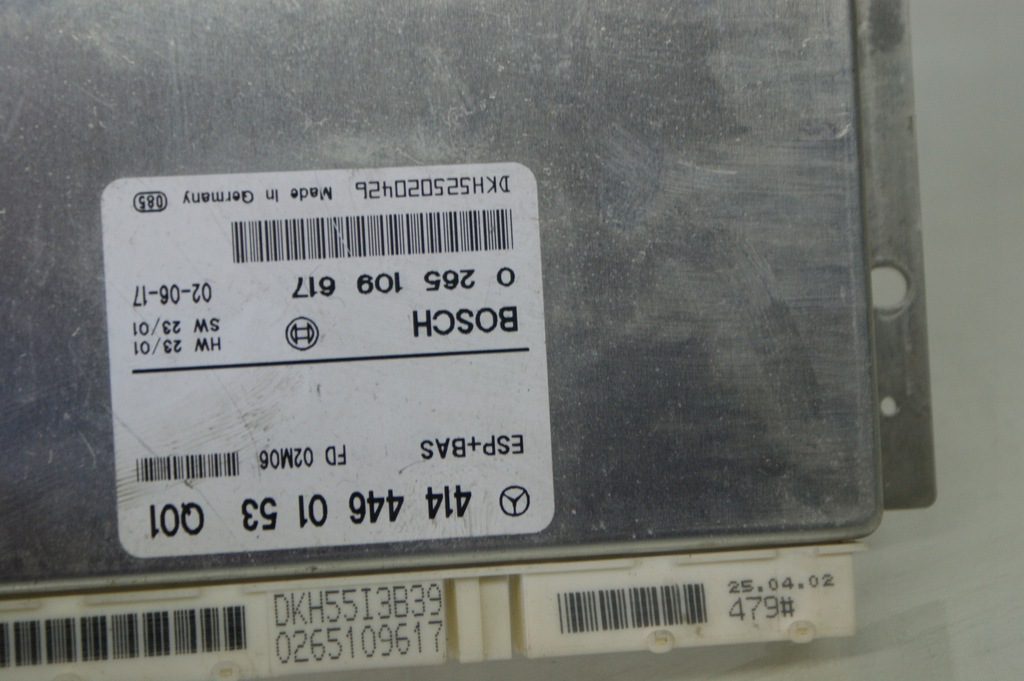 414 446 01 53 Q01
ESP+BAS FD 02M06
BOSCH
HW 23/01
SW 23/01
0 265 109 617 02-06-17
DKH525020426 Made In Germany 085
DKH55I3B39
0265109617
25.04.02
479#